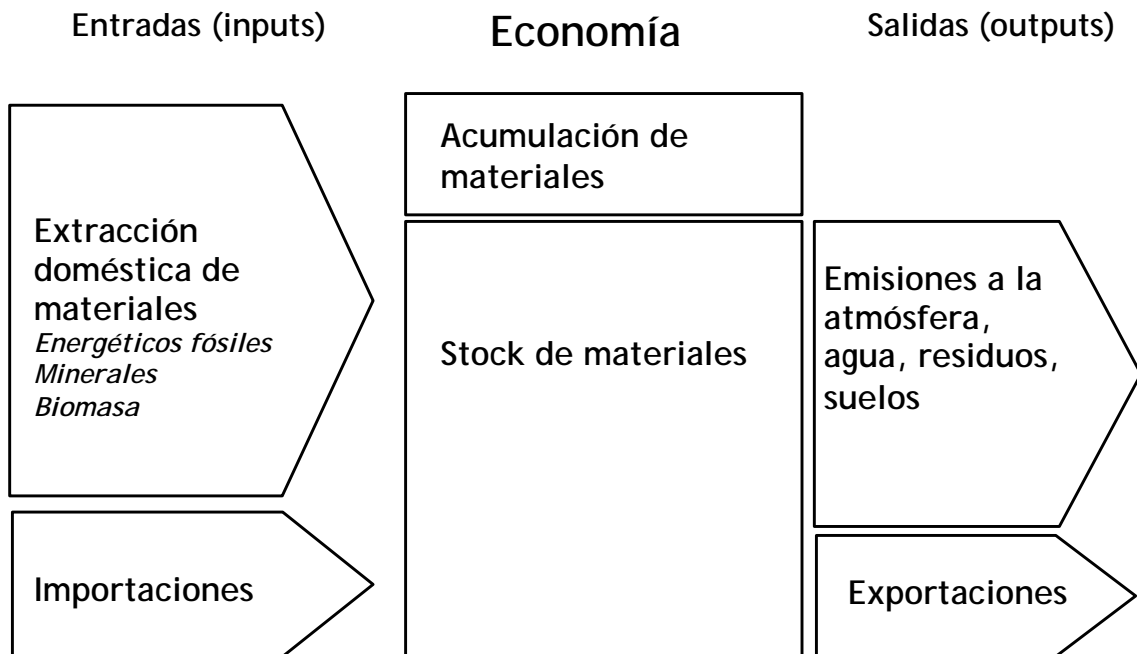 Entradas (inputs)
Economía
Salidas (outputs)
Extracción
doméstica de
materiales
Energéticos fósiles
Minerales
Biomasa
Importaciones
Acumulación de
materiales
Stock de materiales
Emisiones a la
atmósfera,
agua, residuos,
suelos
Exportaciones